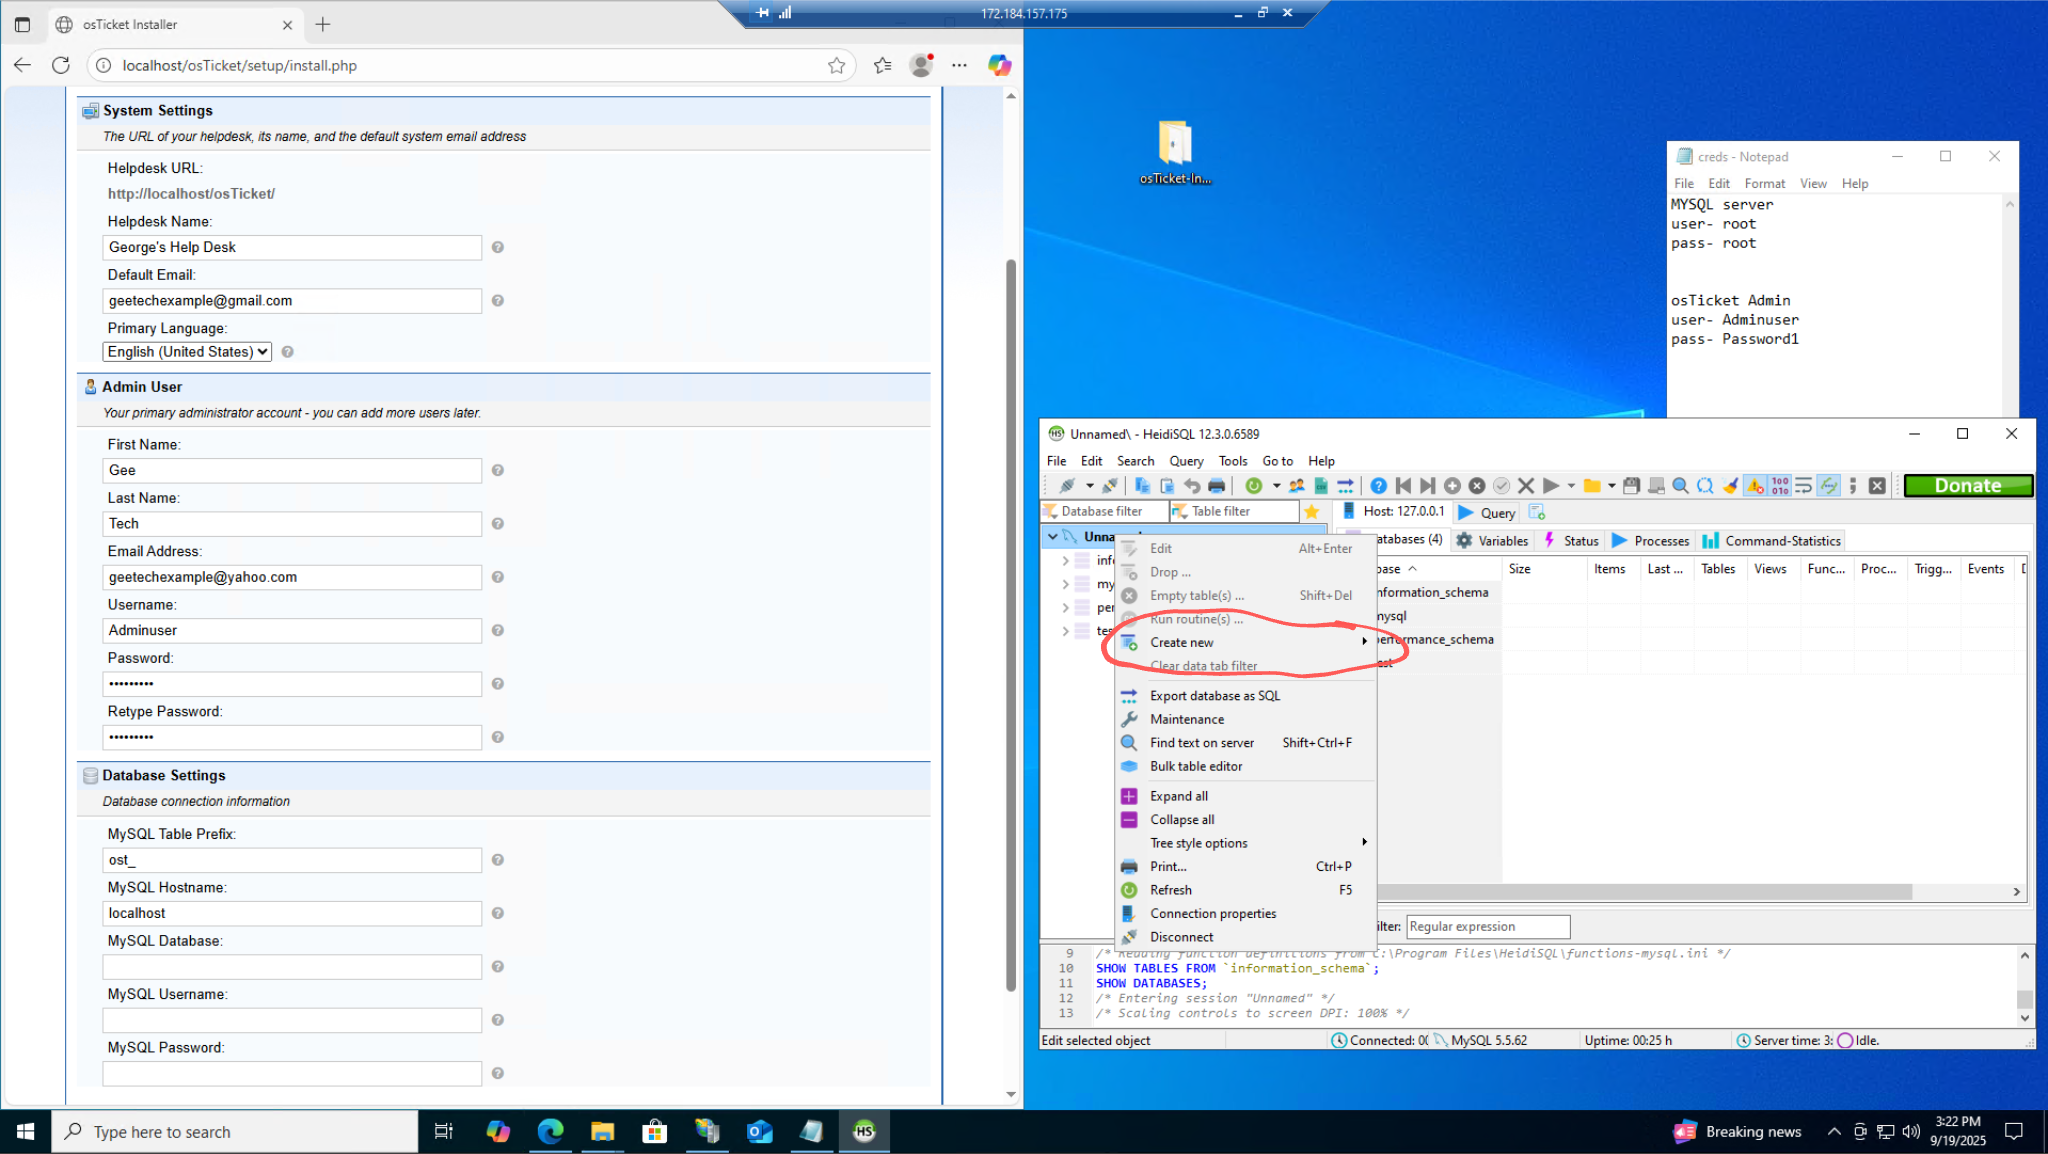 172.184.157.175
osTicket Installer
localhost/osTicket/setup/install.php
System Settings
The URL of your helpdesk, its name, and the default system email address
Helpdesk URL:
http://localhost/osTicket/
Helpdesk Name:
George's Help Desk
Default Email:
geetechexample@gmail.com
Primary Language:
English (United States)
Admin User
Your primary administrator account - you can add more users later.
First Name:
Gee
Last Name:
Tech
Email Address:
geetechexample@yahoo.com
Username:
Adminuser
Password:
•••••••••
Retype Password:
•••••••••
Database Settings
Database connection information
MySQL Table Prefix:
ost_
MySQL Hostname:
localhost
MySQL Database:
MySQL Username:
MySQL Password:
osTicket-In...
creds - Notepad
File Edit Format View Help
MYSQL server
user- root
pass- root
osTicket Admin
user- Adminuser
pass- Password1
Unnamed\ - HeidiSQL 12.3.0.6589
File Edit Search Query Tools Go to Help
Donate
Database filter Table filter Host: 127.0.0.1 Query
Unna
inf
my
per
tes
atabases (4) Variables Status Processes Command-Statistics
base Size Items Last ... Tables Views Func... Proc... Trigg... Events D
nformation_schema
mysql
performance_schema
est
Edit Alt+Enter
Drop ...
Empty table(s) ... Shift+Del
Run routine(s) ...
Create new
Clear data tab filter
Export database as SQL
Maintenance
Find text on server Shift+Ctrl+F
Bulk table editor
Expand all
Collapse all
Tree style options
Print... Ctrl+P
Refresh F5
Connection properties
Disconnect
ilter: Regular expression
9 /* Reading function definitions from C:\Program Files\HeidiSQL\functions-mysql.ini */
10 SHOW TABLES FROM `information_schema`;
11 SHOW DATABASES;
12 /* Entering session "Unnamed" */
13 /* Scaling controls to screen DPI: 100% */
Edit selected object Connected: 00 MySQL 5.5.62 Uptime: 00:25 h Server time: 3: Idle.
Type here to search
HS
Breaking news
3:22 PM
9/19/2025